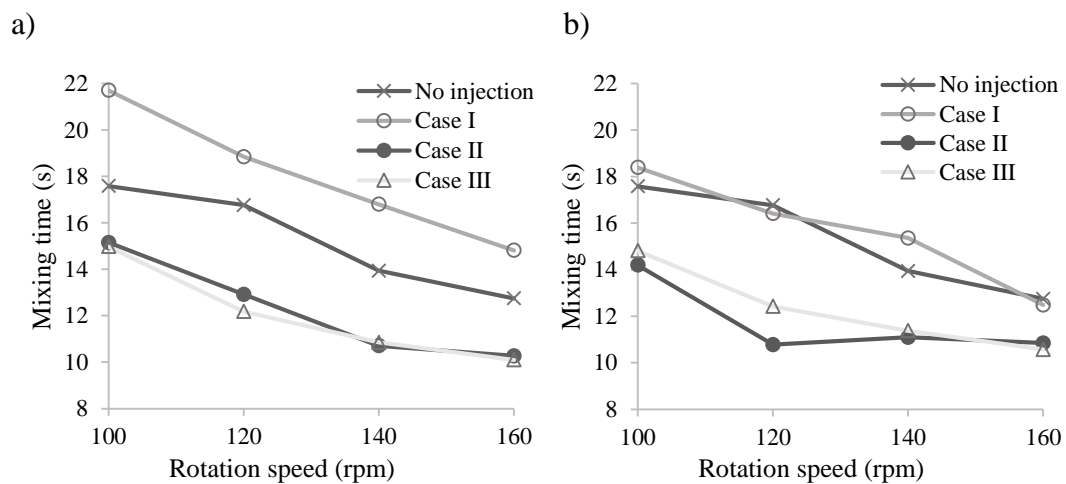 a)
22
20
18
16
14
12
10
8
100
120
140
160
Mixing time (s)
Rotation speed (rpm)
No injection
Case I
Case II
Case III
b)
22
20
18
16
14
12
10
8
100
120
140
160
Mixing time (s)
Rotation speed (rpm)
No injection
Case I
Case II
Case III